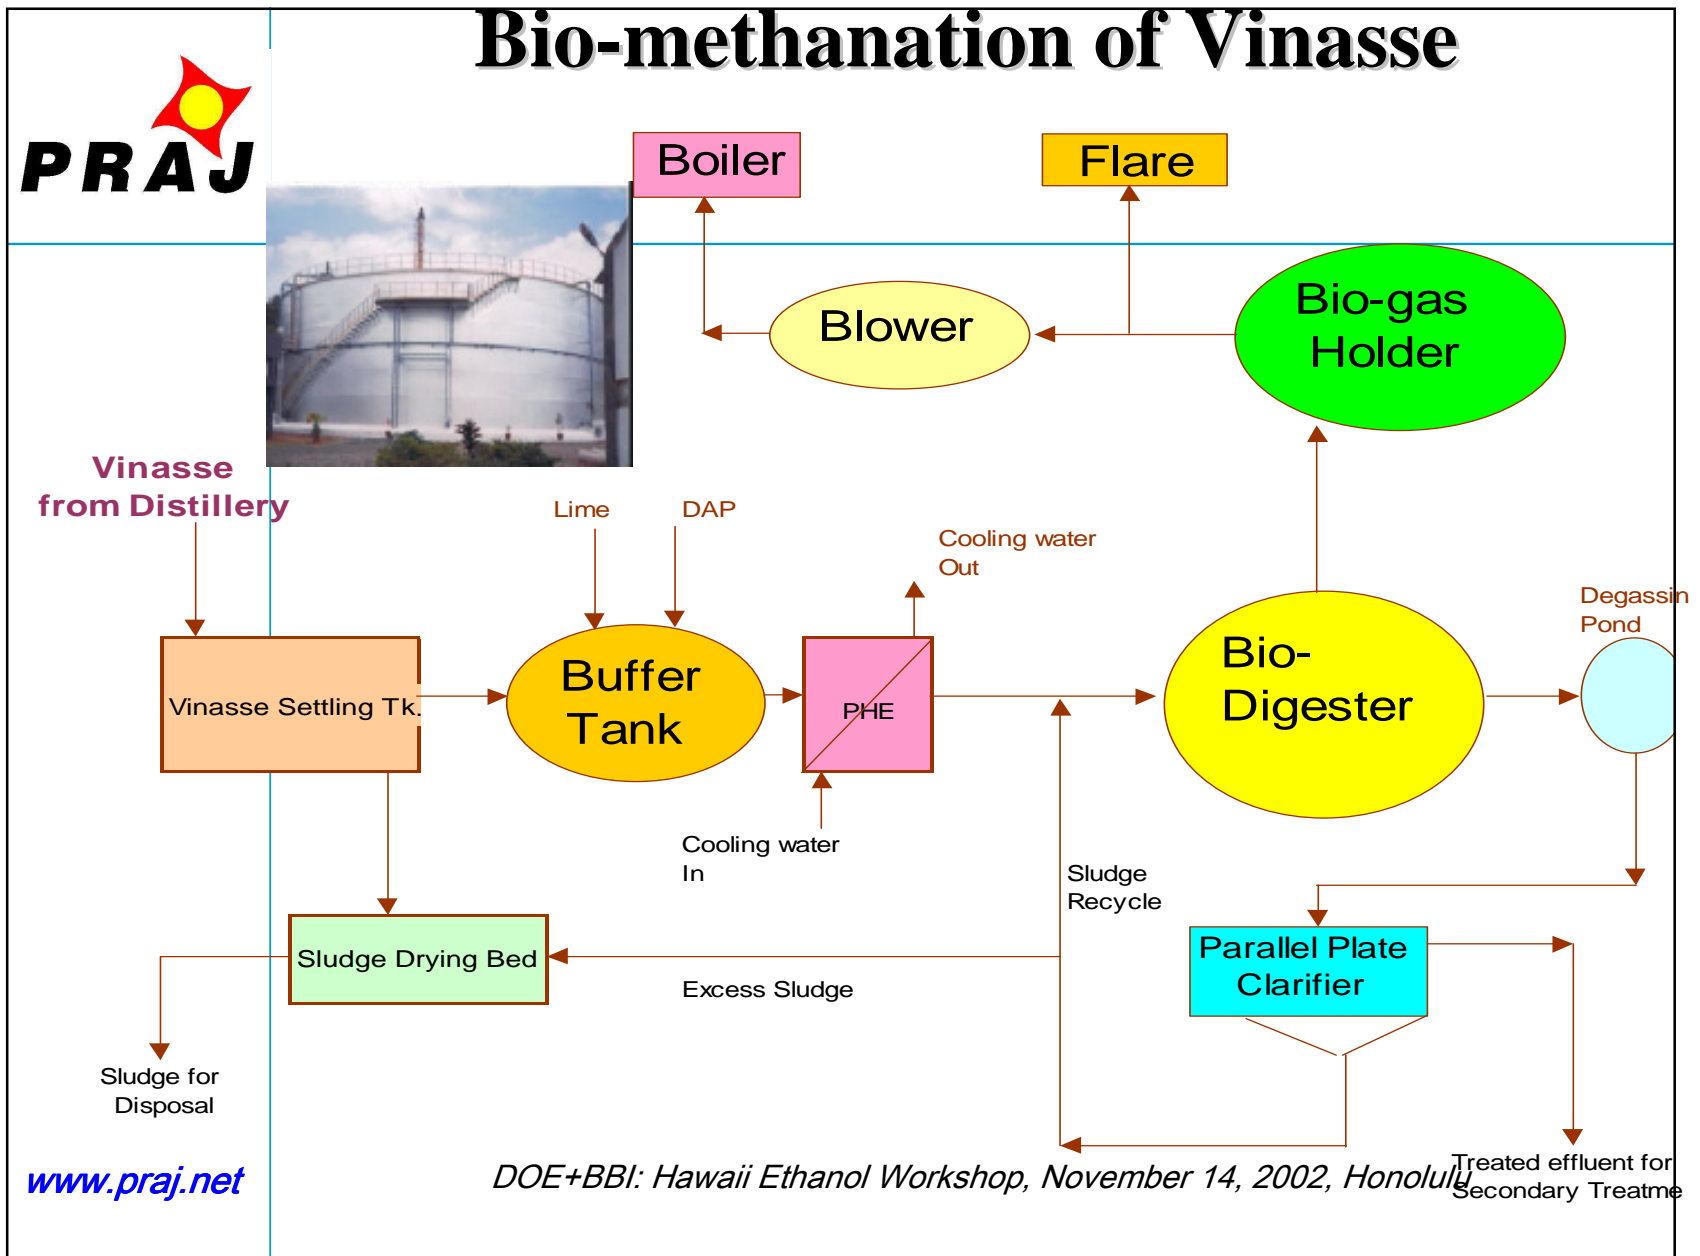 Bio-methanation of Vinasse
PRAJ
Boiler
Flare
Blower
Bio-gas
Holder
Vinasse
from Distillery
Lime
DAP
Cooling water
Out
Degassin
Pond
Vinasse Settling Tk.
Buffer
Tank
PHE
Bio-
Digester
Cooling water
In
Sludge
Recycle
Sludge Drying Bed
Excess Sludge
Parallel Plate
Clarifier
Sludge for
Disposal
Treated effluent for
Secondary Treatme
www.praj.net
DOE+BBI: Hawaii Ethanol Workshop, November 14, 2002, Honolulu